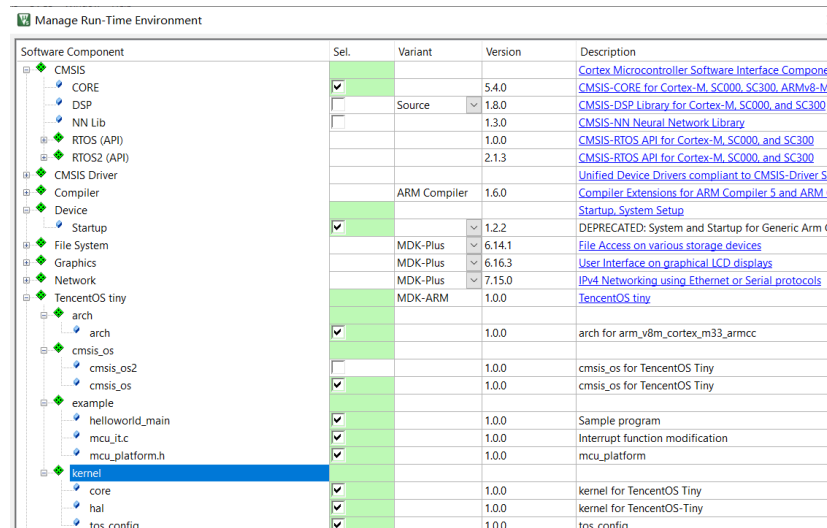 Manage Run-Time Environment
Software Component Sel. Variant Version Description
CMSIS Cortex Microcontroller Software Interface Compone
CORE 5.4.0 CMSIS-CORE for Cortex-M, SC000, SC300, ARMv8-M
DSP Source 1.8.0 CMSIS-DSP Library for Cortex-M, SC000, and SC300
NN Lib 1.3.0 CMSIS-NN Neural Network Library
RTOS (API) 1.0.0 CMSIS-RTOS API for Cortex-M, SC000, and SC300
RTOS2 (API) 2.1.3 CMSIS-RTOS API for Cortex-M, SC000, and SC300
CMSIS Driver Unified Device Drivers compliant to CMSIS-Driver S
Compiler ARM Compiler 1.6.0 Compiler Extensions for ARM Compiler 5 and ARM
Device Startup, System Setup
Startup 1.2.2 DEPRECATED: System and Startup for Generic Arm C
File System MDK-Plus 6.14.1 File Access on various storage devices
Graphics MDK-Plus 6.16.3 User Interface on graphical LCD displays
Network MDK-Plus 7.15.0 IPv4 Networking using Ethernet or Serial protocols
TencentOS tiny MDK-ARM 1.0.0 TencentOS tiny
arch
arch 1.0.0 arch for arm_v8m_cortex_m33_armcc
cmsis_os
cmsis_os2 1.0.0 cmsis_os for TencentOS Tiny
cmsis_os 1.0.0 cmsis_os for TencentOS Tiny
example
helloworld_main 1.0.0 Sample program
mcu_it.c 1.0.0 Interrupt function modification
mcu_platform.h 1.0.0 mcu_platform
kernel
core 1.0.0 kernel for TencentOS Tiny
hal 1.0.0 kernel for TencentOS-Tiny
tos_config 1.0.0 tos_config